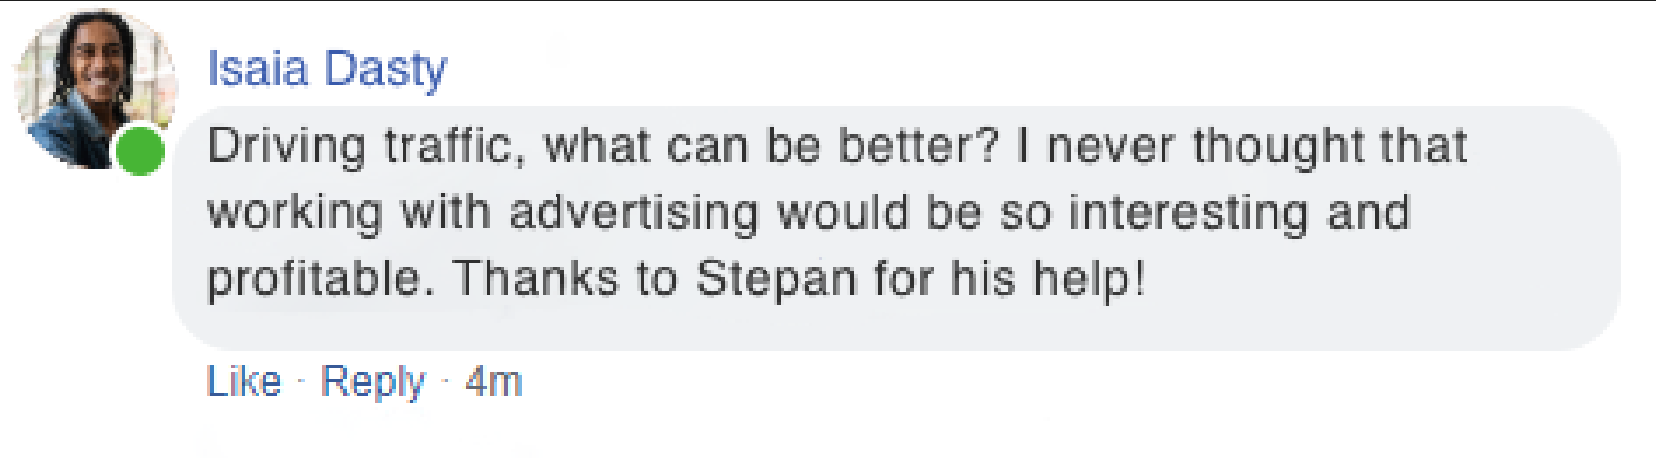 Isaia Dasty
Driving traffic, what can be better? I never thought that
working with advertising would be so interesting and
profitable. Thanks to Stepan for his help!
Like · Reply · 4m